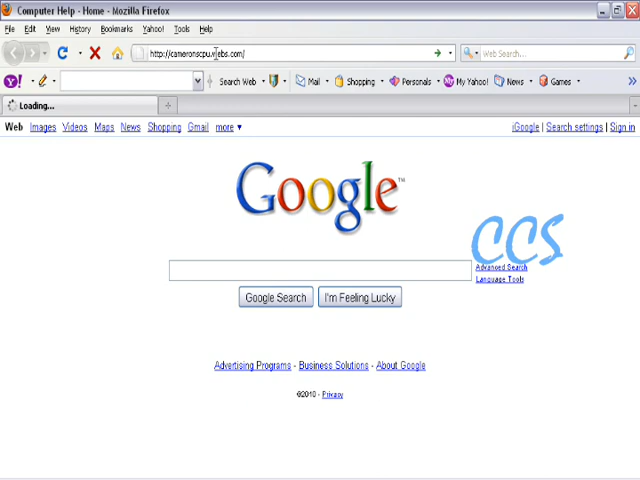 Computer Help - Home - Mozilla Firefox
File Edit View History Bookmarks Yahoo! Tools Help
http://cameronscpu.webs.com/ Web Search...
Y! Search Web Mail Shopping Personals My Yahoo! News Games
Loading...
Web Images Videos Maps News Shopping Gmail more ▼ iGoogle | Search settings | Sign in
Google™
CCS
Advanced Search
Language Tools
Google Search I'm Feeling Lucky
Advertising Programs - Business Solutions - About Google
©2010 - Privacy